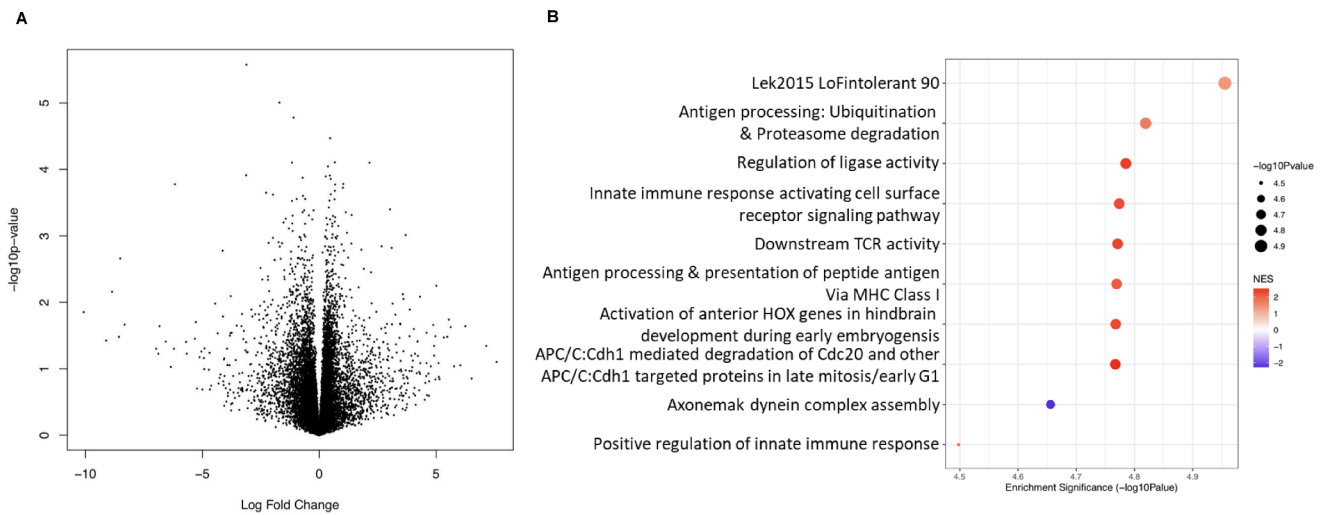 A
−log10p−value
5
4
3
2
1
0
−10
−5
0
5
Log Fold Change
B
Lek2015 LoFintolerant 90
Antigen processing: Ubiquitination
& Proteasome degradation
Regulation of ligase activity
Innate immune response activating cell surface
receptor signaling pathway
Downstream TCR activity
Antigen processing & presentation of peptide antigen
Via MHC Class I
Activation of anterior HOX genes in hindbrain
development during early embryogenesis
APC/C:Cdh1 mediated degradation of Cdc20 and other
APC/C:Cdh1 targeted proteins in late mitosis/early G1
Axonemak dynein complex assembly
Positive regulation of innate immune response
4.5
4.6
4.7
4.8
4.9
Enrichment Significance (−log10Palue)
−log10Pvalue
4.5
4.6
4.7
4.8
4.9
NES
2
1
0
−1
−2